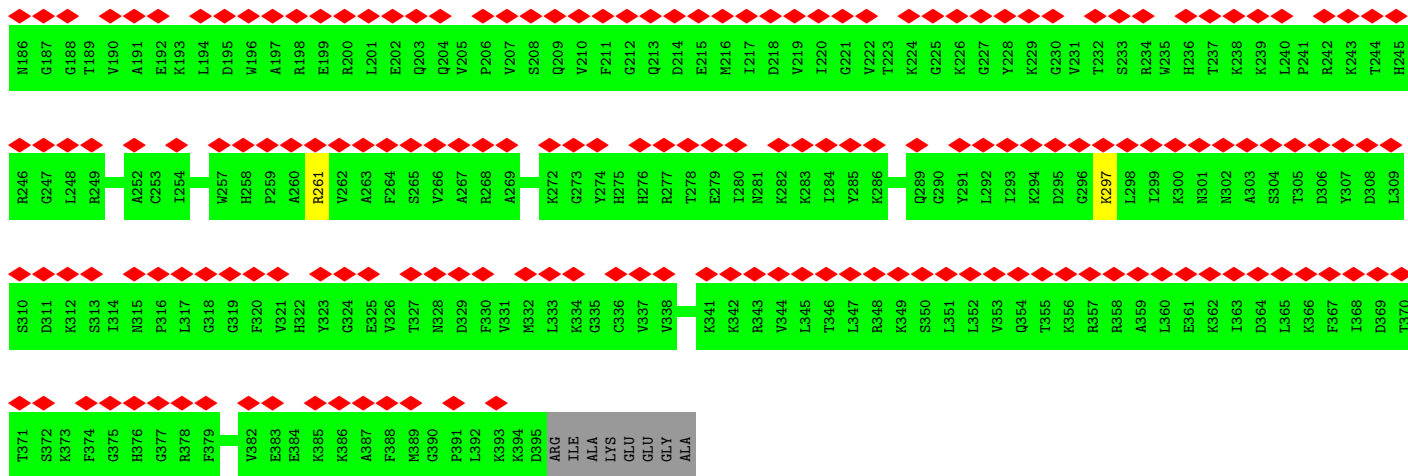 N186 G187 G188 T189 V190 A191 E192 K193 L194 D195 W196 A197 R198 E199 R200 L201 E202 Q203 Q204 V205 P206 V207 S208 Q209 V210 F211 G212 Q213 D214 E215 M216 I217 D218 V219 I220 G221 V222 T223 K224 G225 K226 G227 Y228 K229 G230 V231 T232 S233 R234 W235 H236 T237 K238 K239 L240 P241 R242 K243 T244 H245
R246 G247 L248 R249 A252 C253 I254 W257 H258 P259 A260 R261 V262 A263 F264 S265 V266 A267 R268 A269 K272 G273 Y274 H275 H276 R277 T278 E279 I280 N281 K282 K283 I284 Y285 K286 Q289 G290 Y291 L292 I293 K294 D295 G296 K297 L298 I299 K300 N301 N302 A303 S304 T305 D306 Y307 D308 L309
S310 D311 K312 S313 I314 N315 P316 L317 G318 G319 F320 V321 H322 Y323 G324 E325 V326 T327 N328 D329 F330 V331 M332 L333 K334 G335 C336 V337 V338 K341 K342 R343 V344 L345 T346 L347 R348 K349 S350 L351 L352 V353 Q354 T355 K356 R357 R358 A359 L360 E361 K362 I363 D364 L365 K366 F367 I368 D369 T370
T371 S372 K373 F374 G375 H376 G377 R378 F379 V382 E383 E384 K385 K386 A387 F388 M389 G390 P391 L392 K393 K394 D395 ARG ILE ALA LYS GLU GLU GLY ALA